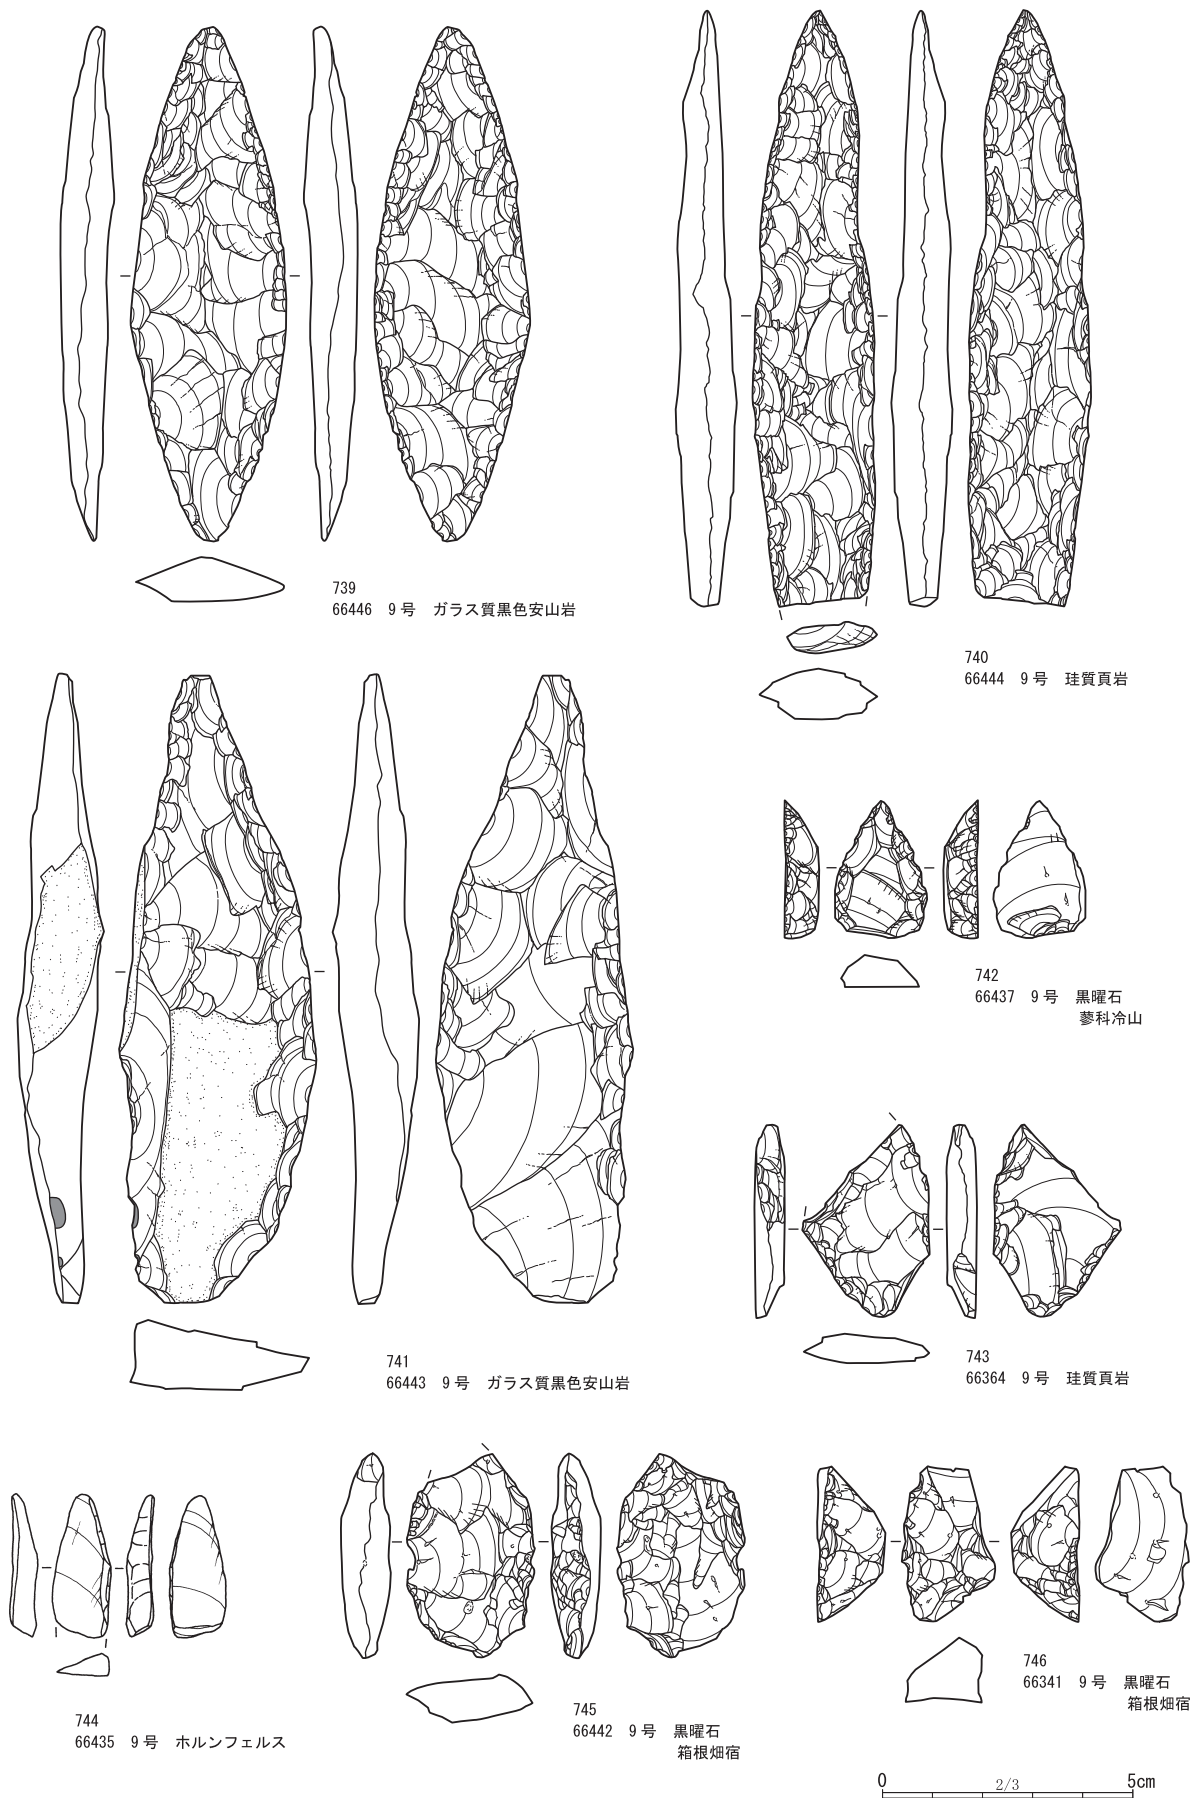 739
66446 9号 ガラス質黒色安山岩
740
66444 9号 珪質頁岩
741
66443 9号 ガラス質黒色安山岩
742
66437 9号 黒曜石
蓼科冷山
743
66364 9号 珪質頁岩
744
66435 9号 ホルンフェルス
745
66442 9号 黒曜石
箱根畑宿
746
66341 9号 黒曜石
箱根畑宿
0 2/3 5cm